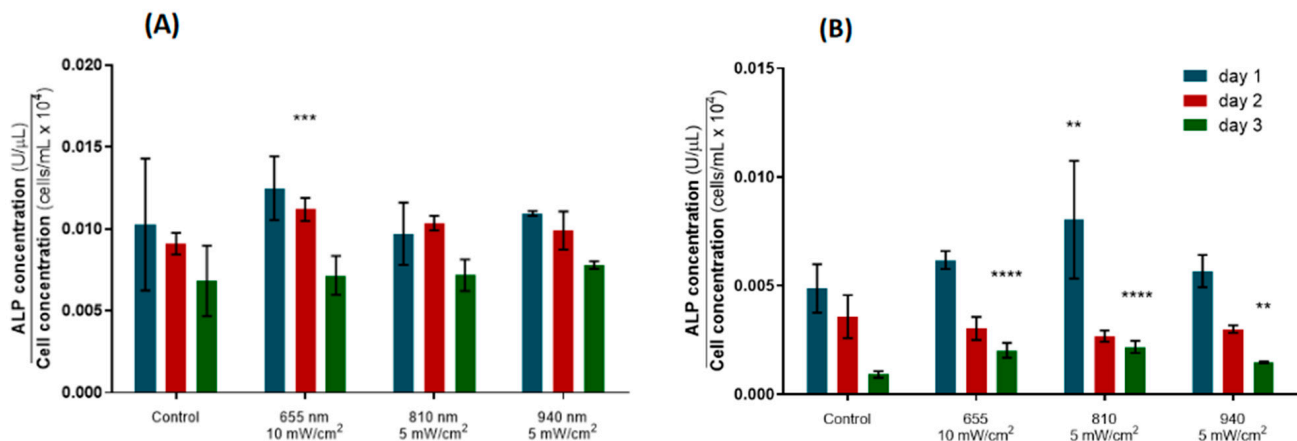 (A)
ALP concentration (U/µL)
Cell concentration (cells/mL x 10⁴)
0.020
0.015
0.010
0.005
0.000
***
Control
655 nm
10 mW/cm²
810 nm
5 mW/cm²
940 nm
5 mW/cm²
(B)
ALP concentration (U/µL)
Cell concentration (cells/mL x 10⁴)
0.015
0.010
0.005
0.000
day 1
day 2
day 3
**
****
****
**
Control
655
10 mW/cm²
810
5 mW/cm²
940
5 mW/cm²